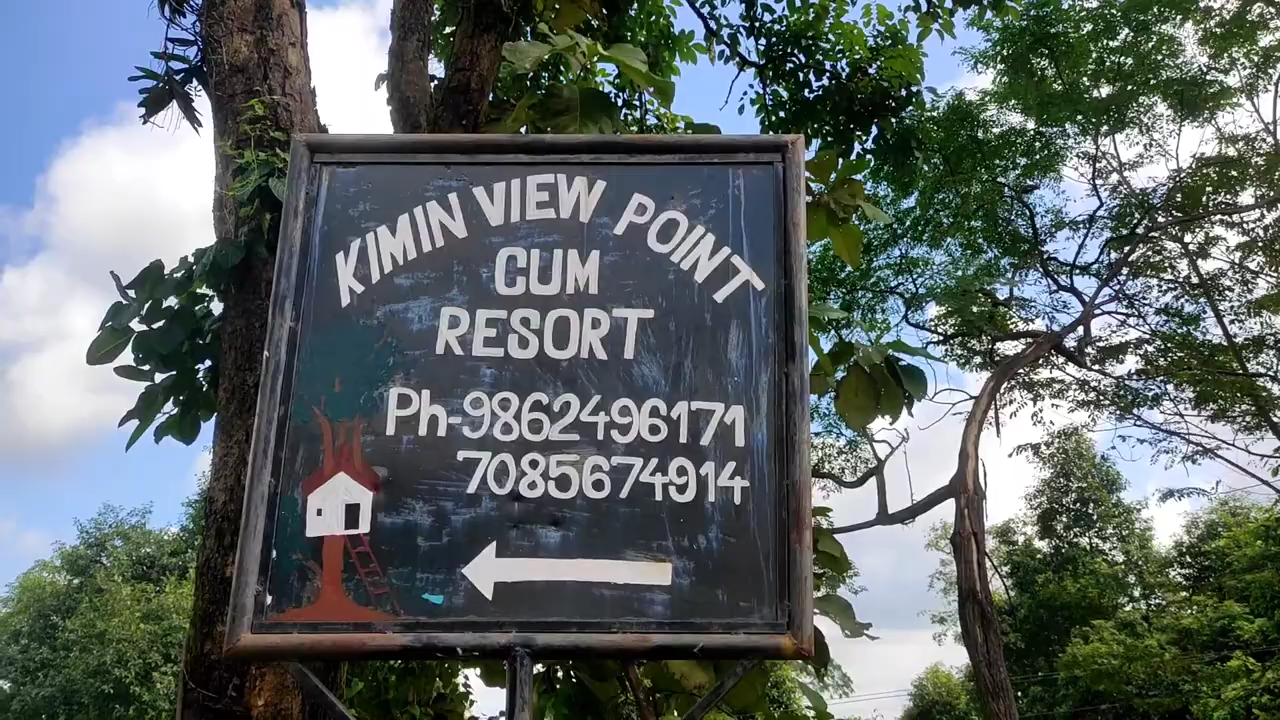 KIMIN VIEW POINT
CUM
RESORT
Ph-9862496171
7085674914